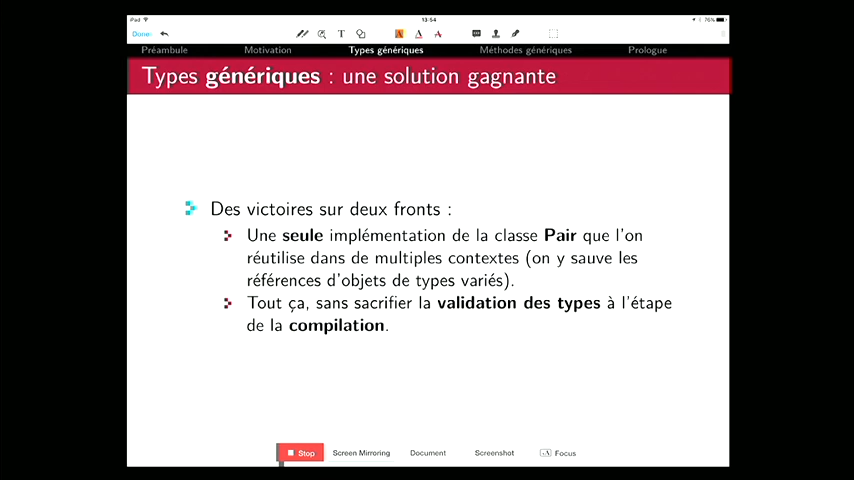 iPad
13:54
76%
Done
T
A
A
A
Préambule
Motivation
Types génériques
Méthodes génériques
Prologue
Types génériques : une solution gagnante
Des victoires sur deux fronts :
Une seule implémentation de la classe Pair que l'on
réutilise dans de multiples contextes (on y sauve les
références d'objets de types variés).
Tout ça, sans sacrifier la validation des types à l'étape
de la compilation.
Stop
Screen Mirroring
Document
Screenshot
Focus